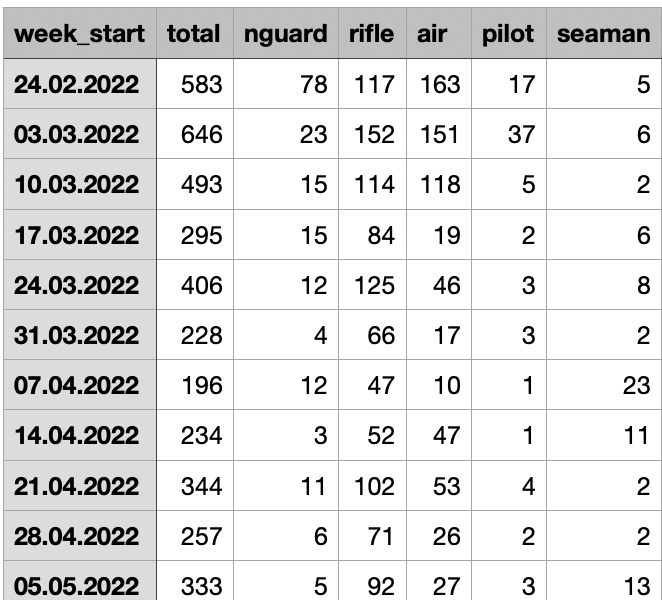 week_start total nguard rifle air pilot seaman
24.02.2022 583 78 117 163 17 5
03.03.2022 646 23 152 151 37 6
10.03.2022 493 15 114 118 5 2
17.03.2022 295 15 84 19 2 6
24.03.2022 406 12 125 46 3 8
31.03.2022 228 4 66 17 3 2
07.04.2022 196 12 47 10 1 23
14.04.2022 234 3 52 47 1 11
21.04.2022 344 11 102 53 4 2
28.04.2022 257 6 71 26 2 2
05.05.2022 333 5 92 27 3 13